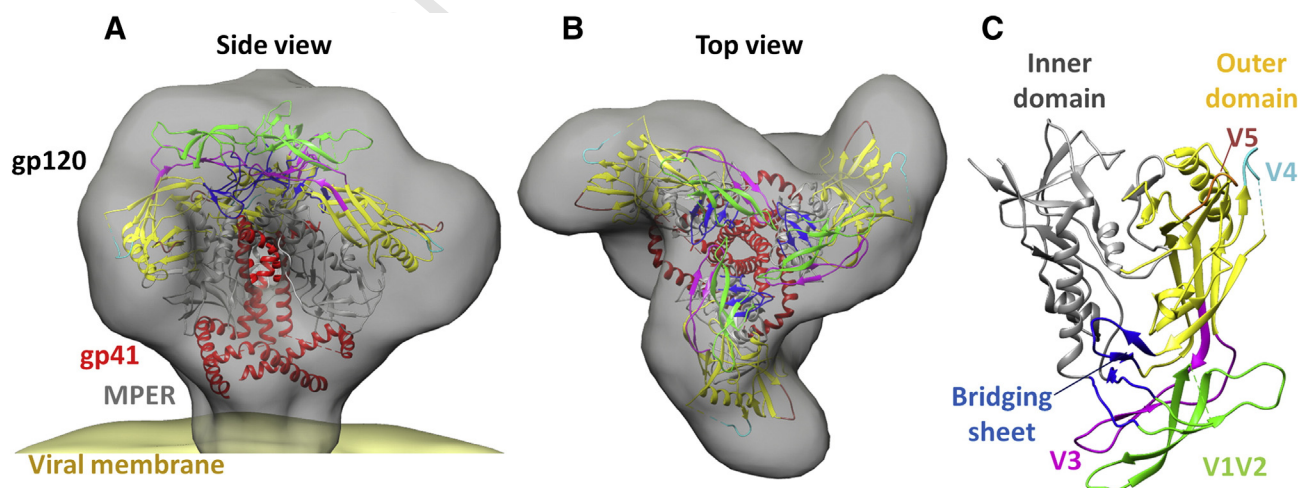 A
Side view
gp120
gp41
MPER
Viral membrane
B
Top view
C
Inner
domain
Outer
domain
V5
V4
Bridging
sheet
V3
V1V2